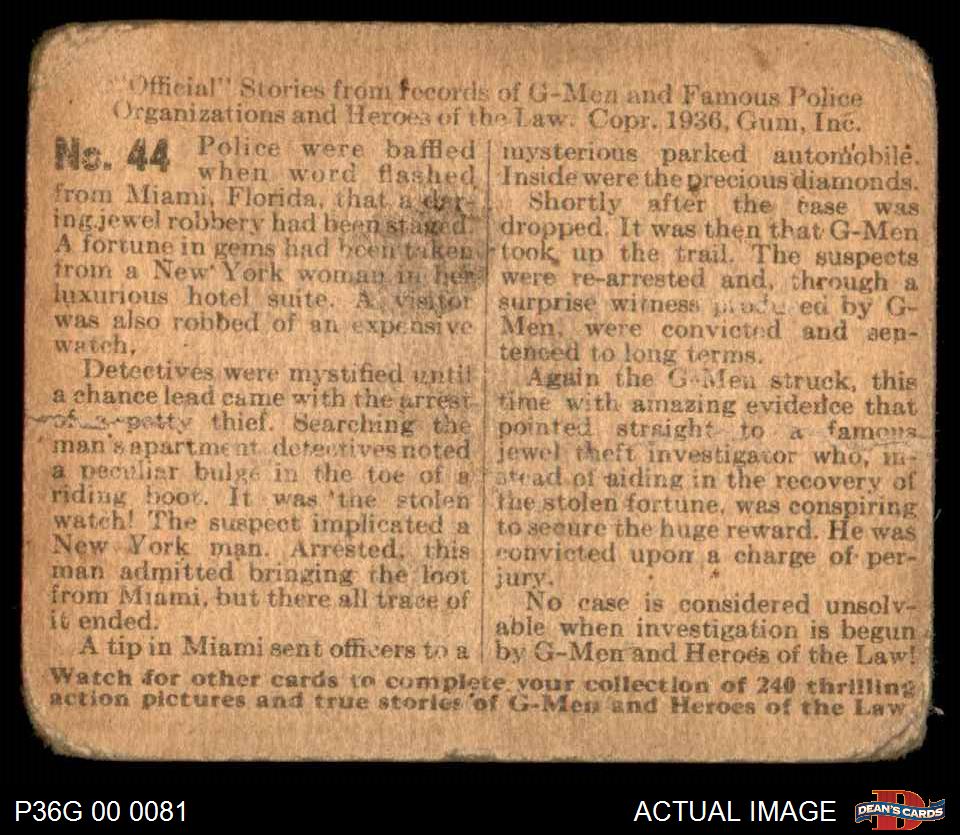 "Official" Stories from records of G-Men and Famous Police
Organizations and Heroes of the Law. Copr. 1936, Gum, Inc.
No. 44 Police were baffled
when word flashed
from Miami, Florida, that a dar-
ing jewel robbery had been staged.
A fortune in gems had been taken
from a New York woman in her
luxurious hotel suite. A visitor
was also robbed of an expensive
watch.
Detectives were mystified until
a chance lead came with the arrest
of a petty thief. Searching the
man's apartment detectives noted
a peculiar bulge in the toe of a
riding boot. It was the stolen
watch! The suspect implicated a
New York man. Arrested, this
man admitted bringing the loot
from Miami, but there all trace of
it ended.
A tip in Miami sent officers to a
mysterious parked automobile.
Inside were the precious diamonds.
Shortly after the case was
dropped. It was then that G-Men
took up the trail. The suspects
were re-arrested and, through a
surprise witness produced by G-
Men, were convicted and sen-
tenced to long terms.
Again the G-Men struck, this
time with amazing evidence that
pointed straight to a famous
jewel theft investigator who, in-
stead of aiding in the recovery of
the stolen fortune, was conspiring
to secure the huge reward. He was
convicted upon a charge of per-
jury.
No case is considered unsolv-
able when investigation is begun
by G-Men and Heroes of the Law!
Watch for other cards to complete your collection of 240 thrilling
action pictures and true stories of G-Men and Heroes of the Law
P36G 00 0081
ACTUAL IMAGE
DEAN'S CARDS